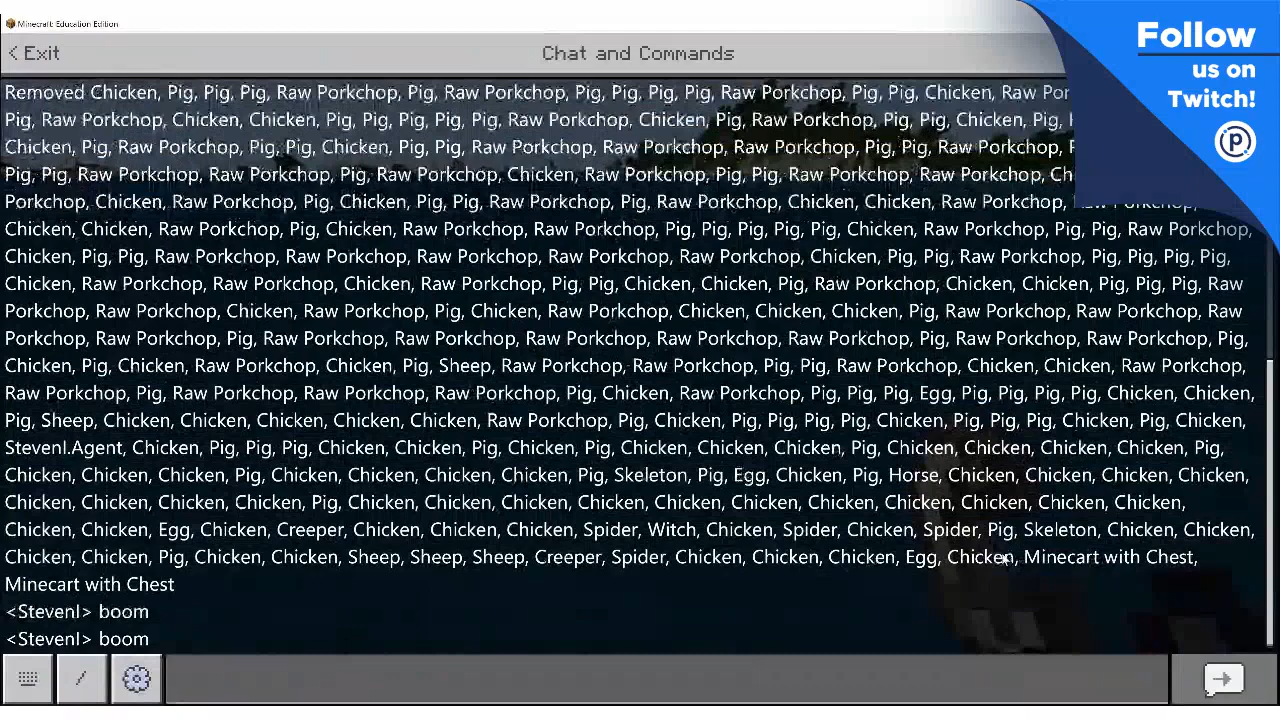 Minecraft: Education Edition
< Exit
Chat and Commands
Follow
us on
Twitch!
Removed Chicken, Pig, Pig, Pig, Raw Porkchop, Pig, Raw Porkchop, Pig, Pig, Pig, Pig, Raw Porkchop, Pig, Pig, Chicken, Raw
Pig, Raw Porkchop, Chicken, Chicken, Pig, Pig, Pig, Pig, Pig, Raw Porkchop, Chicken, Pig, Raw Porkchop, Pig, Pig, Chicken, Pig,
Chicken, Pig, Raw Porkchop, Pig, Pig, Chicken, Pig, Pig, Raw Porkchop, Raw Porkchop, Pig, Pig, Raw Porkchop,
Pig, Pig, Raw Porkchop, Raw Porkchop, Pig, Raw Porkchop, Chicken, Raw Porkchop, Pig, Pig, Raw Porkchop, Raw Porkchop,
Porkchop, Chicken, Raw Porkchop, Pig, Chicken, Pig, Pig, Raw Porkchop, Pig, Raw Porkchop, Chicken, Chicken, Raw Porkchop, Raw Porkchop,
Chicken, Chicken, Raw Porkchop, Pig, Chicken, Raw Porkchop, Raw Porkchop, Pig, Pig, Pig, Pig, Pig, Chicken, Raw Porkchop, Pig, Pig, Raw Porkchop,
Chicken, Pig, Pig, Raw Porkchop, Raw Porkchop, Raw Porkchop, Raw Porkchop, Raw Porkchop, Chicken, Pig, Pig, Raw Porkchop, Pig, Pig, Pig, Pig,
Chicken, Raw Porkchop, Raw Porkchop, Chicken, Raw Porkchop, Pig, Pig, Chicken, Chicken, Pig, Raw Porkchop, Chicken, Chicken, Pig, Pig, Pig, Raw
Porkchop, Raw Porkchop, Chicken, Raw Porkchop, Pig, Chicken, Raw Porkchop, Chicken, Chicken, Chicken, Pig, Raw Porkchop, Raw Porkchop, Raw
Porkchop, Raw Porkchop, Pig, Raw Porkchop, Raw Porkchop, Raw Porkchop, Raw Porkchop, Raw Porkchop, Pig, Raw Porkchop, Raw Porkchop, Pig,
Chicken, Pig, Chicken, Raw Porkchop, Chicken, Pig, Sheep, Raw Porkchop, Raw Porkchop, Pig, Pig, Raw Porkchop, Chicken, Chicken, Raw Porkchop,
Raw Porkchop, Pig, Raw Porkchop, Raw Porkchop, Raw Porkchop, Pig, Chicken, Raw Porkchop, Pig, Pig, Pig, Egg, Pig, Pig, Pig, Pig, Chicken, Chicken,
Pig, Sheep, Chicken, Chicken, Chicken, Chicken, Chicken, Raw Porkchop, Pig, Chicken, Pig, Pig, Pig, Pig, Chicken, Pig, Pig, Pig, Chicken, Pig, Chicken,
StevenI.Agent, Chicken, Pig, Pig, Pig, Chicken, Chicken, Pig, Chicken, Pig, Chicken, Chicken, Chicken, Pig, Chicken, Chicken, Chicken, Chicken, Pig,
Chicken, Chicken, Chicken, Pig, Chicken, Chicken, Chicken, Chicken, Pig, Skeleton, Pig, Egg, Chicken, Pig, Horse, Chicken, Chicken, Chicken, Chicken,
Chicken, Chicken, Chicken, Chicken, Pig, Chicken, Chicken, Chicken, Chicken, Chicken, Chicken, Chicken, Chicken, Chicken, Chicken, Chicken,
Chicken, Chicken, Egg, Chicken, Creeper, Chicken, Chicken, Chicken, Spider, Witch, Chicken, Spider, Chicken, Spider, Pig, Skeleton, Chicken, Chicken,
Chicken, Chicken, Pig, Chicken, Chicken, Sheep, Sheep, Sheep, Creeper, Spider, Chicken, Chicken, Chicken, Egg, Chicken, Minecart with Chest,
Minecart with Chest
<StevenI> boom
<StevenI> boom